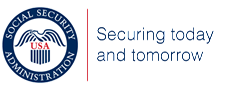 SOCIAL SECURITY
USA
ADMINISTRATION
Securing today
and tomorrow